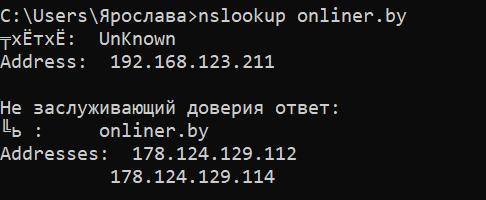 C:\Users\Ярослава>nslookup onliner.by
╤хЁтхЁ:  UnKnown
Address:  192.168.123.211

Не заслуживающий доверия ответ:
╚ь :     onliner.by
Addresses:  178.124.129.112
          178.124.129.114